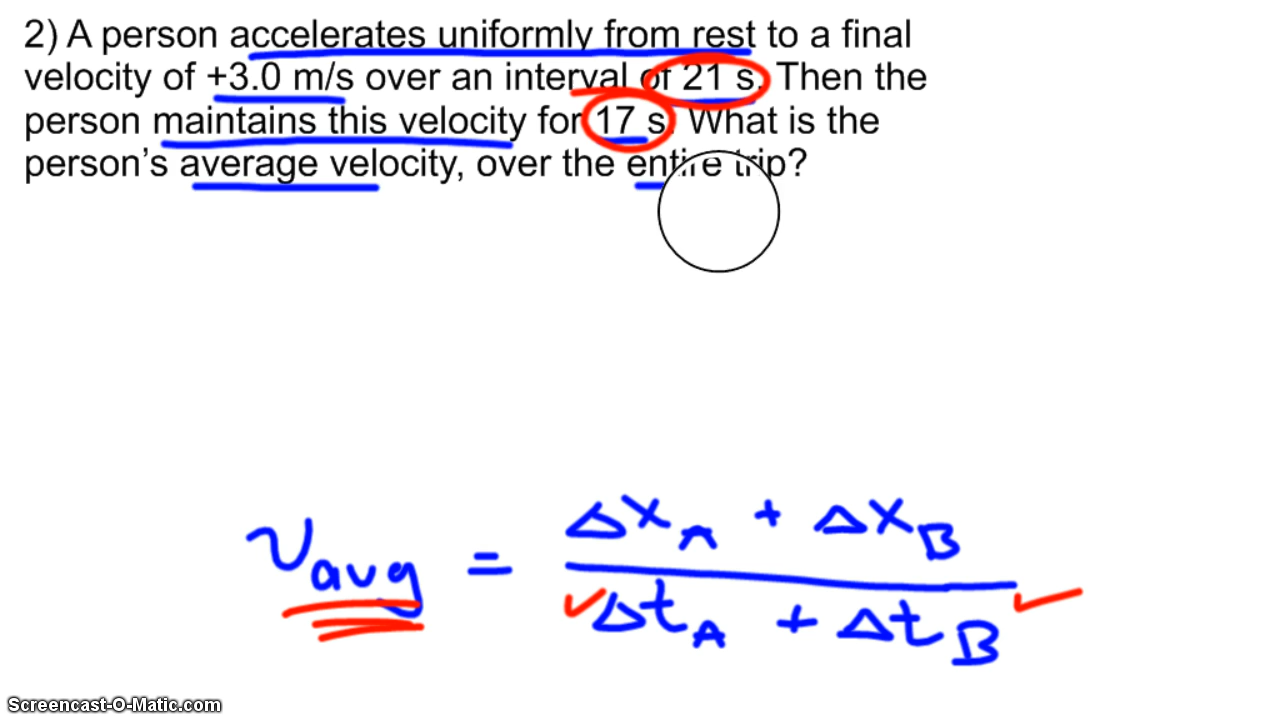 2) A person accelerates uniformly from rest to a final
velocity of +3.0 m/s over an interval of 21 s. Then the
person maintains this velocity for 17 s. What is the
person's average velocity, over the entire trip?
Vavg = ΔxA + ΔxB
ΔtA + ΔtB
Screencast-O-Matic.com